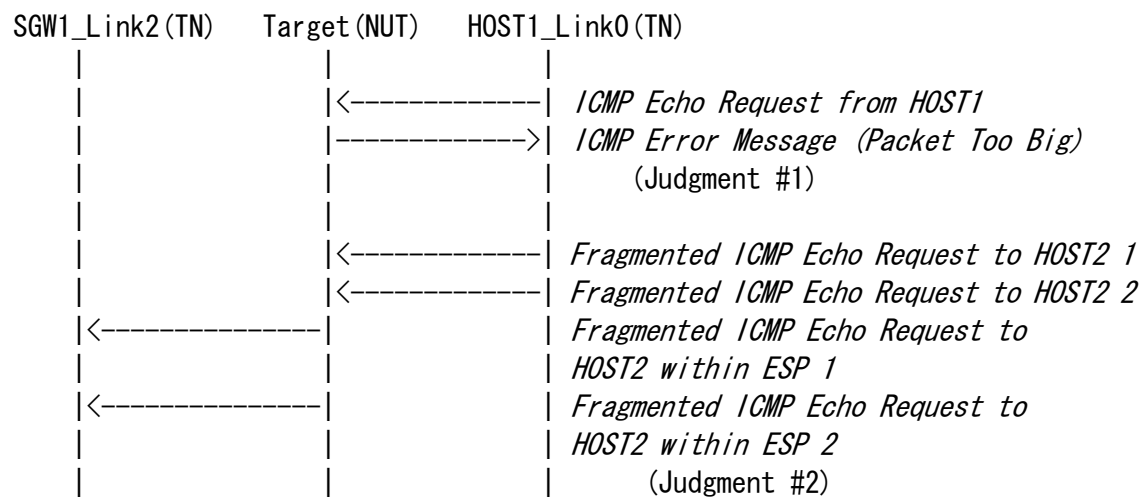 SGW1_Link2(TN) Target(NUT) HOST1_Link0(TN)
| | |
| |<-------------| ICMP Echo Request from HOST1
| |------------->| ICMP Error Message (Packet Too Big)
| | | (Judgment #1)
| | |
| |<-------------| Fragmented ICMP Echo Request to HOST2 1
| |<-------------| Fragmented ICMP Echo Request to HOST2 2
|<---------------| | Fragmented ICMP Echo Request to
| | | HOST2 within ESP 1
|<---------------| | Fragmented ICMP Echo Request to
| | | HOST2 within ESP 2
| | | (Judgment #2)